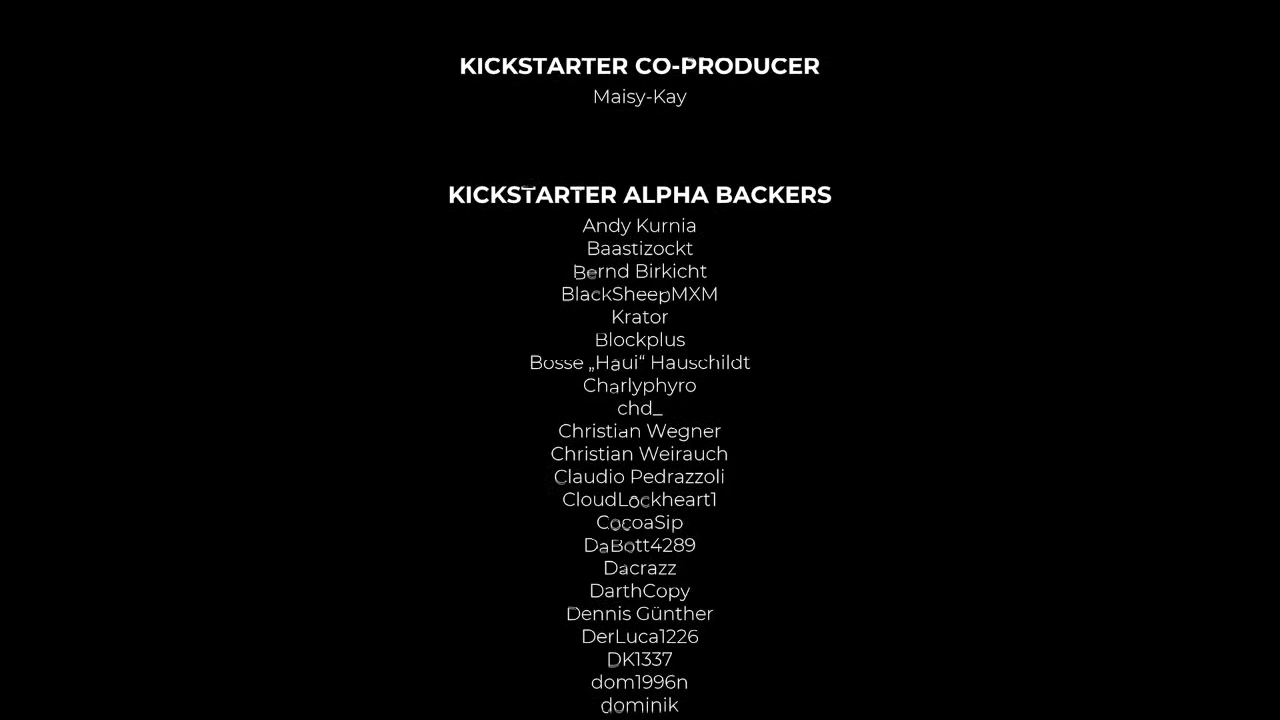 KICKSTARTER CO-PRODUCER
Maisy-Kay
KICKSTARTER ALPHA BACKERS
Andy Kurnia
Baastizockt
Bernd Birkicht
BlackSheepMXM
Krator
Blockplus
Bosse „Haui“ Hauschildt
Charlyphyro
chd_
Christian Wegner
Christian Weirauch
Claudio Pedrazzoli
CloudLockheart1
CocoaSip
DaBott4289
Dacrazz
DarthCopy
Dennis Günther
DerLuca1226
DK1337
dom1996n
dominik